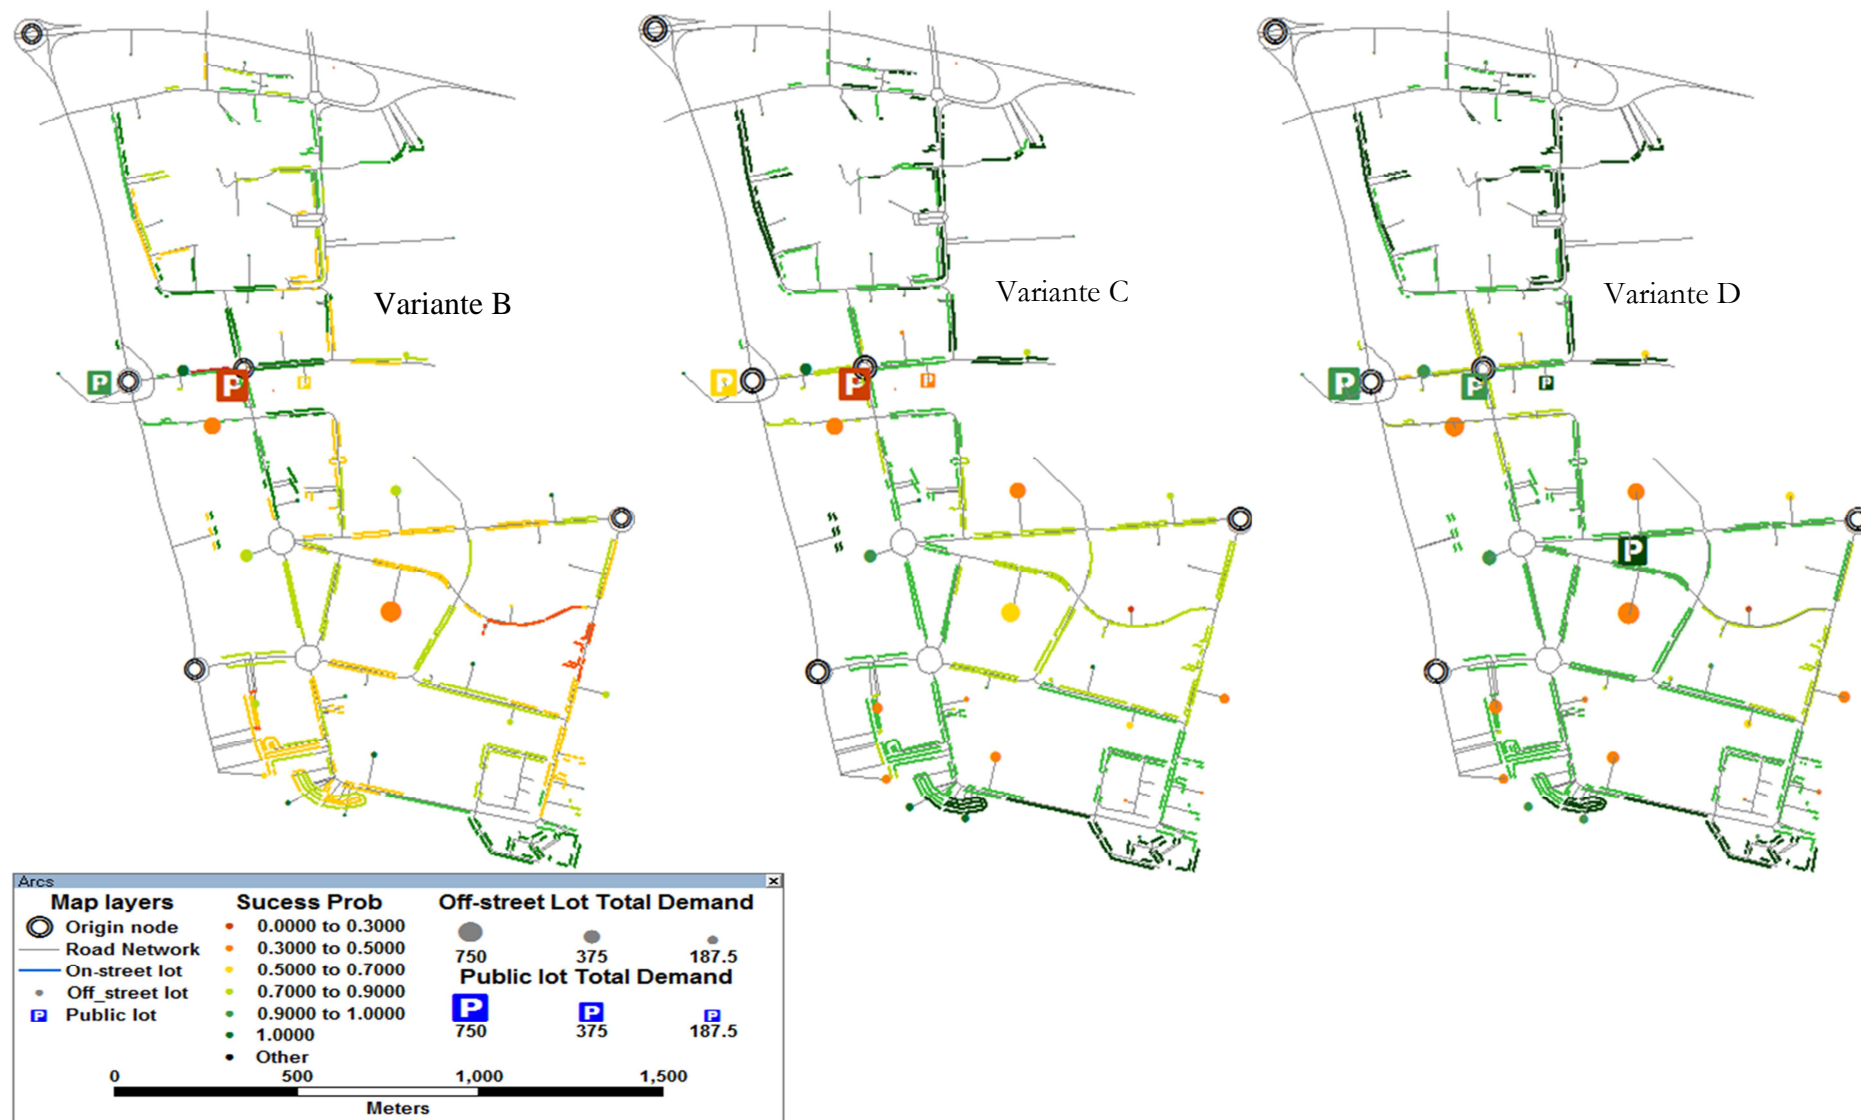 P
P
P
Variante B
P
P
P
Variante C
P
P
P
P
Variante D
Arcs
Map layers
Origin node
Road Network
On-street lot
Off_street lot
P Public lot
Sucess Prob
0.0000 to 0.3000
0.3000 to 0.5000
0.5000 to 0.7000
0.7000 to 0.9000
0.9000 to 1.0000
1.0000
Other
Off-street Lot Total Demand
750 375 187.5
Public lot Total Demand
P P P
750 375 187.5
0 500 1,000 1,500
Meters